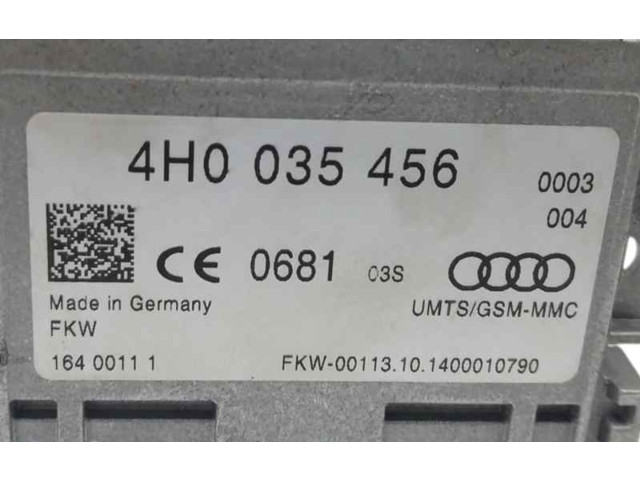 4H0 035 456
0003
004
CE 0681 03S
Made in Germany
UMTS/GSM-MMC
FKW
164 0011 1
FKW-00113.10.1400010790